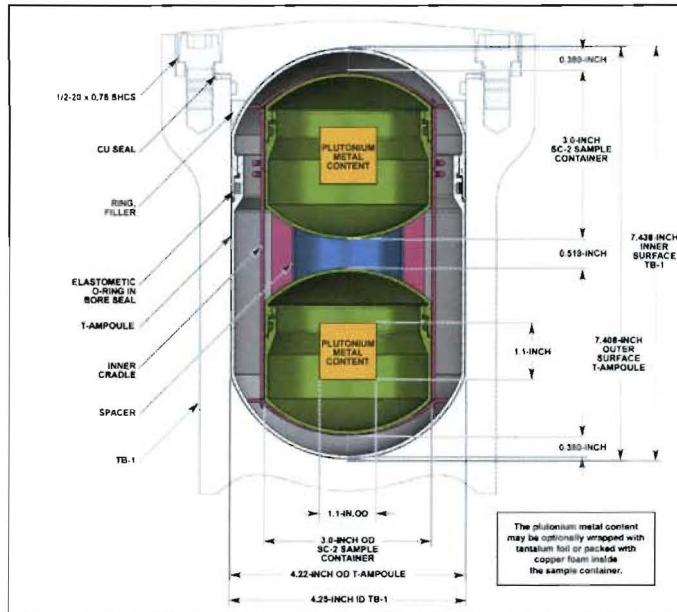 1/2-20 x 0.75 SHCS
CU SEAL
RING,
FILLER
ELASTOMETIC
O-RING IN
BORE SEAL
T-AMPOULE
INNER
CRADLE
SPACER
TB-1
PLUTONIUM
METAL
CONTENT
PLUTONIUM
METAL
CONTENT
0.380-INCH
3.0-INCH
SC-2 SAMPLE
CONTAINER
0.518-INCH
7.438-INCH
INNER
SURFACE
TB-1
7.408-INCH
OUTER
SURFACE
T-AMPOULE
1.1-INCH
0.380-INCH
1.1-IN.OD
3.0-INCH OD
SC-2 SAMPLE
CONTAINER
4.22-INCH OD T-AMPOULE
4.25-INCH ID TB-1
The plutonium metal content
may be optionally wrapped with
tantalum foil or packed with
copper foam inside
the sample container.